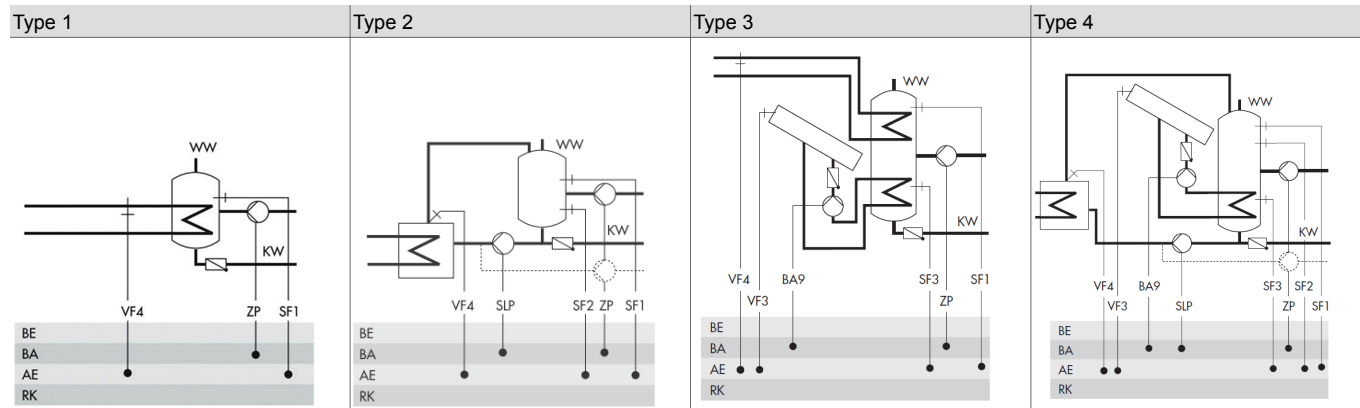 Type 1
WW
KW
VF4 ZP SF1
BE
BA
AE
RK
Type 2
WW
KW
VF4 SLP SF2 ZP SF1
BE
BA
AE
RK
Type 3
WW
KW
VF4 BA9 SF3 SF1
VF3 ZP
BE
BA
AE
RK
Type 4
WW
KW
VF4 BA9 SLP SF3 SF2
VF3 ZP SF1
BE
BA
AE
RK